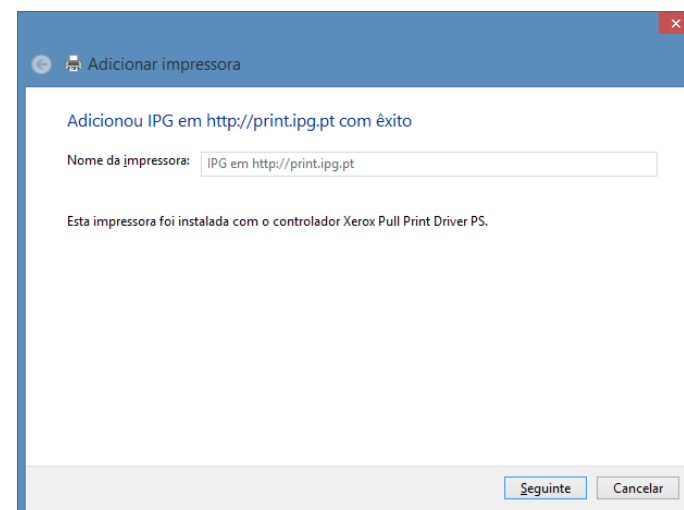 Adicionar impressora
Adicionou IPG em http://print.ipg.pt com êxito
Nome da impressora: IPG em http://print.ipg.pt
Esta impressora foi instalada com o controlador Xerox Pull Print Driver PS.
Seguinte Cancelar